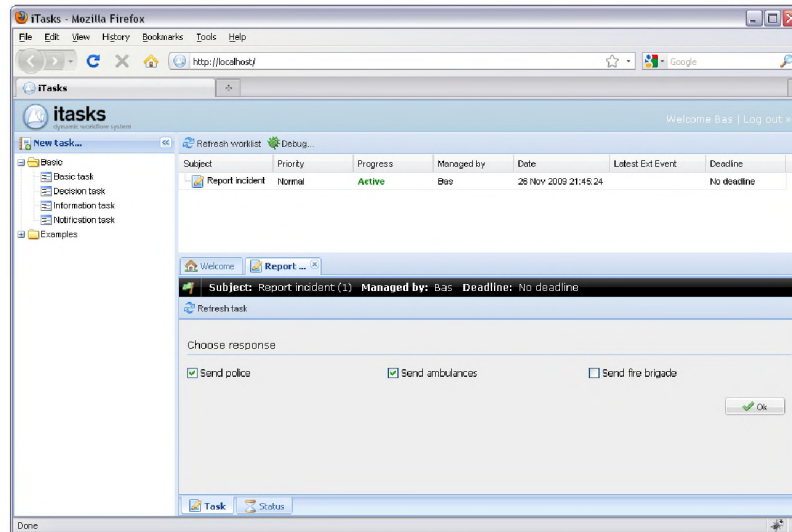 iTasks - Mozilla Firefox
File Edit View History Bookmarks Tools Help
http://localhost/
Google
iTasks
itasks
dynamic workflow system
Welcome Bas | Log out »
New task...
Refresh worklist Debug...
Basic
Basic task
Decision task
Information task
Notification task
Examples
Subject Priority Progress Managed by Date Latest Ext Event Deadline
Report incident Normal Active Bas 26 Nov 2009 21:45:24 No deadline
Welcome Report ...
Subject: Report incident (1) Managed by: Bas Deadline: No deadline
Refresh task
Choose response
Send police Send ambulances Send fire brigade
Ok
Task Status
Done